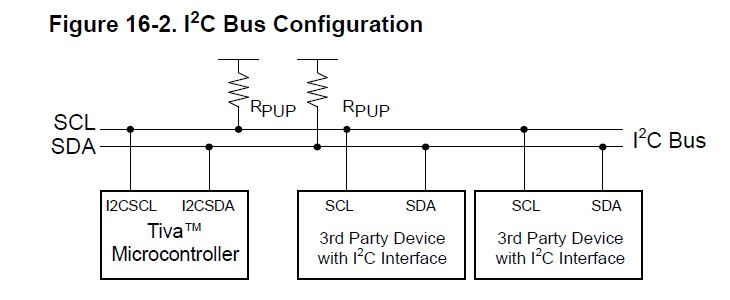 Figure 16-2. I²C Bus Configuration
RPUP RPUP
SCL
SDA
I²C Bus
I2CSCL I2CSDA
Tiva™
Microcontroller
SCL SDA
3rd Party Device
with I²C Interface
SCL SDA
3rd Party Device
with I²C Interface